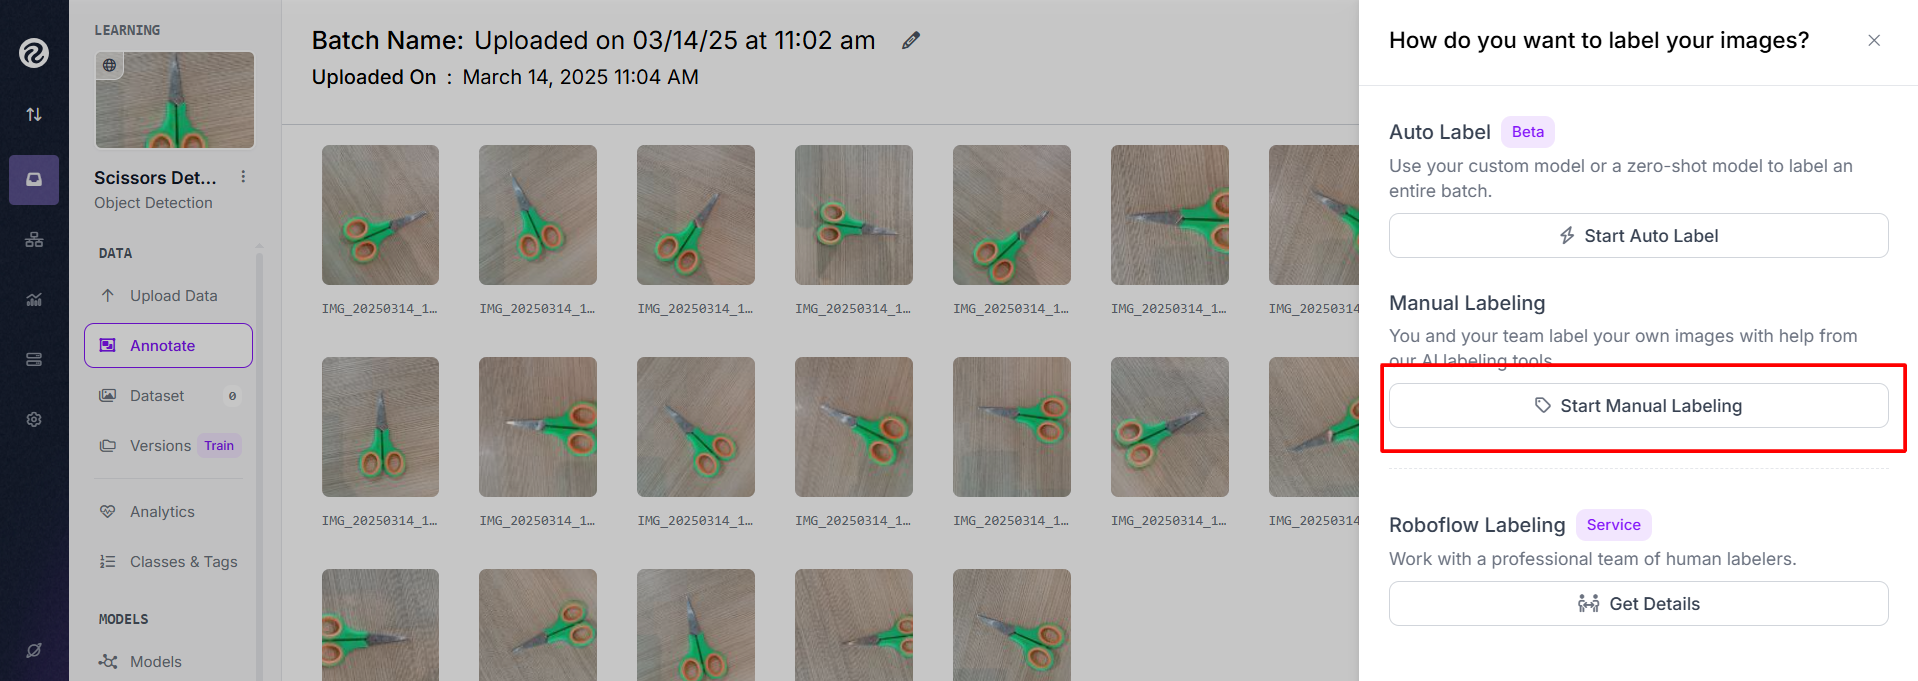 LEARNING
Scissors Det...
Object Detection
DATA
Upload Data
Annotate
Dataset 0
Versions Train
Analytics
Classes & Tags
MODELS
Models
Batch Name: Uploaded on 03/14/25 at 11:02 am
Uploaded On : March 14, 2025 11:04 AM
IMG_20250314_1... IMG_20250314_1... IMG_20250314_1... IMG_20250314_1... IMG_20250314_1... IMG_20250314_1... IMG_20250314
IMG_20250314_1... IMG_20250314_1... IMG_20250314_1... IMG_20250314_1... IMG_20250314_1... IMG_20250314_1... IMG_20250314
How do you want to label your images?
Auto Label Beta
Use your custom model or a zero-shot model to label an
entire batch.
Start Auto Label
Manual Labeling
You and your team label your own images with help from
our AI labeling tools.
Start Manual Labeling
Roboflow Labeling Service
Work with a professional team of human labelers.
Get Details